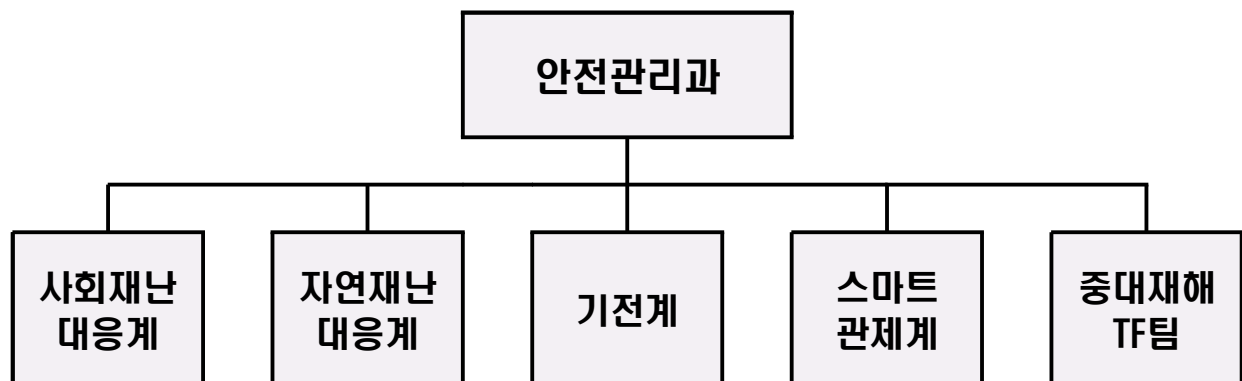 안전관리과
사회재난
대응계
자연재난
대응계
기전계
스마트
관제계
중대재해
TF팀